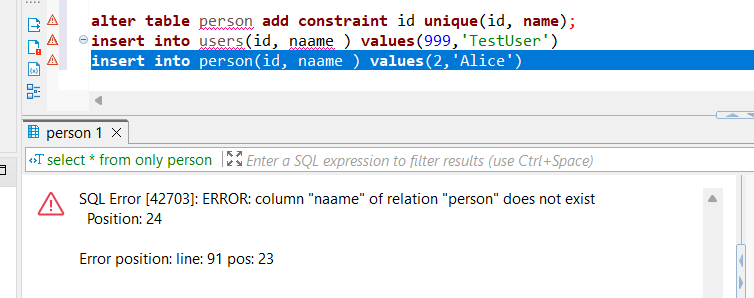 alter table person add constraint id unique(id, name);
insert into users(id, naame ) values(999,'TestUser')
insert into person(id, naame ) values(2,'Alice')
person 1
select * from only person
Enter a SQL expression to filter results (use Ctrl+Space)
SQL Error [42703]: ERROR: column "naame" of relation "person" does not exist
Position: 24
Error position: line: 91 pos: 23